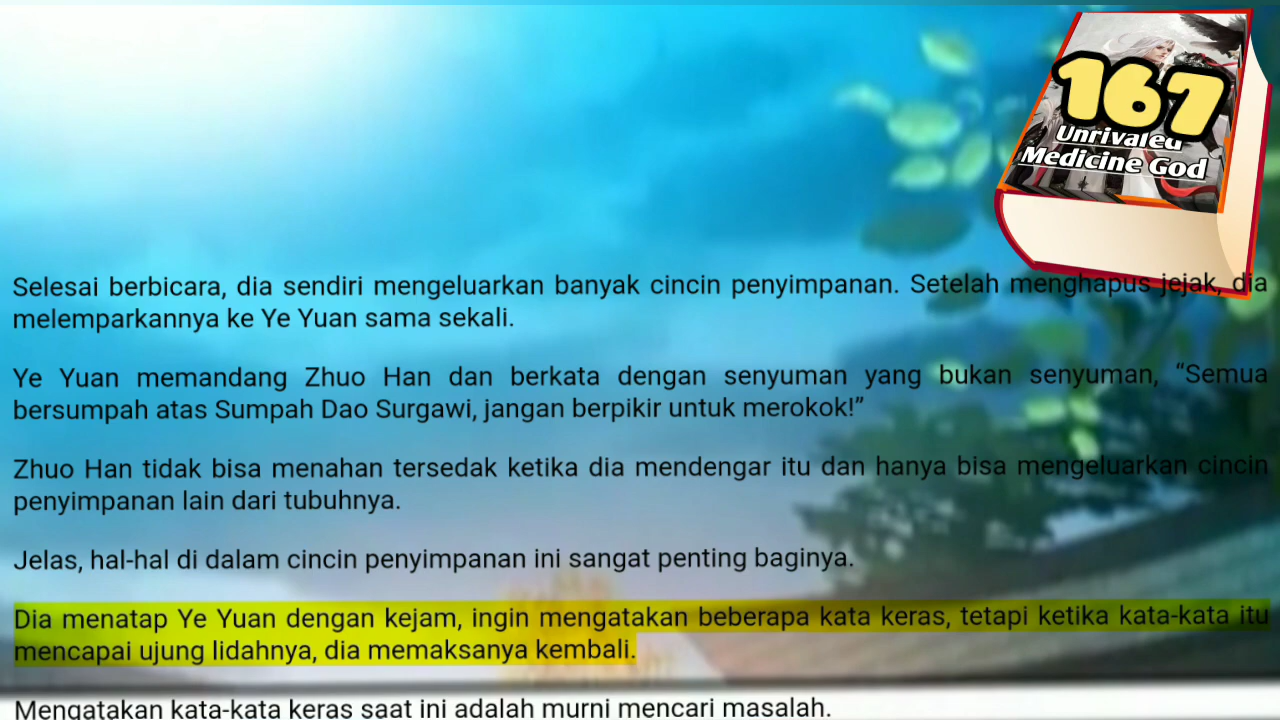 167
Unrivaled
Medicine God
Selesai berbicara, dia sendiri mengeluarkan banyak cincin penyimpanan. Setelah menghapus jejak, dia
melemparkannya ke Ye Yuan sama sekali.
Ye Yuan memandang Zhuo Han dan berkata dengan senyuman yang bukan senyuman, “Semua
bersumpah atas Sumpah Dao Surgawi, jangan berpikir untuk merokok!”
Zhuo Han tidak bisa menahan tersedak ketika dia mendengar itu dan hanya bisa mengeluarkan cincin
penyimpanan lain dari tubuhnya.
Jelas, hal-hal di dalam cincin penyimpanan ini sangat penting baginya.
Dia menatap Ye Yuan dengan kejam, ingin mengatakan beberapa kata keras, tetapi ketika kata-kata itu
mencapai ujung lidahnya, dia memaksanya kembali.
Mengatakan kata-kata keras saat ini adalah murni mencari masalah.